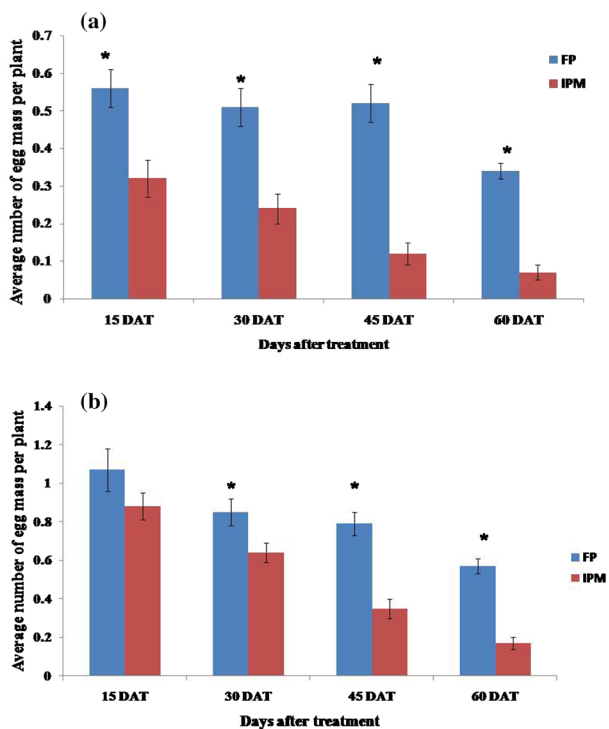 (a)
Average nmber of egg mass per plant
0.7
0.6
0.5
0.4
0.3
0.2
0.1
0
*
*
*
*
FP
IPM
15 DAT
30 DAT
45 DAT
60 DAT
Days after treatment
(b)
Average number of egg mass per plant
1.4
1.2
1
0.8
0.6
0.4
0.2
0
*
*
*
FP
IPM
15 DAT
30 DAT
45 DAT
60 DAT
Days after treatment